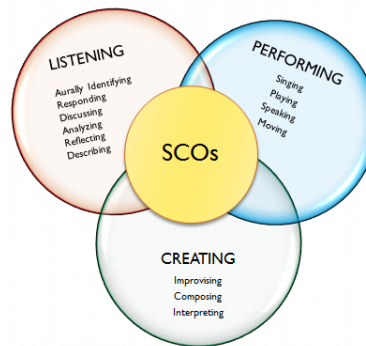 LISTENING
Aurally Identifying
Responding
Discussing
Analyzing
Reflecting
Describing
PERFORMING
Singing
Playing
Speaking
Moving
SCOs
CREATING
Improvising
Composing
Interpreting